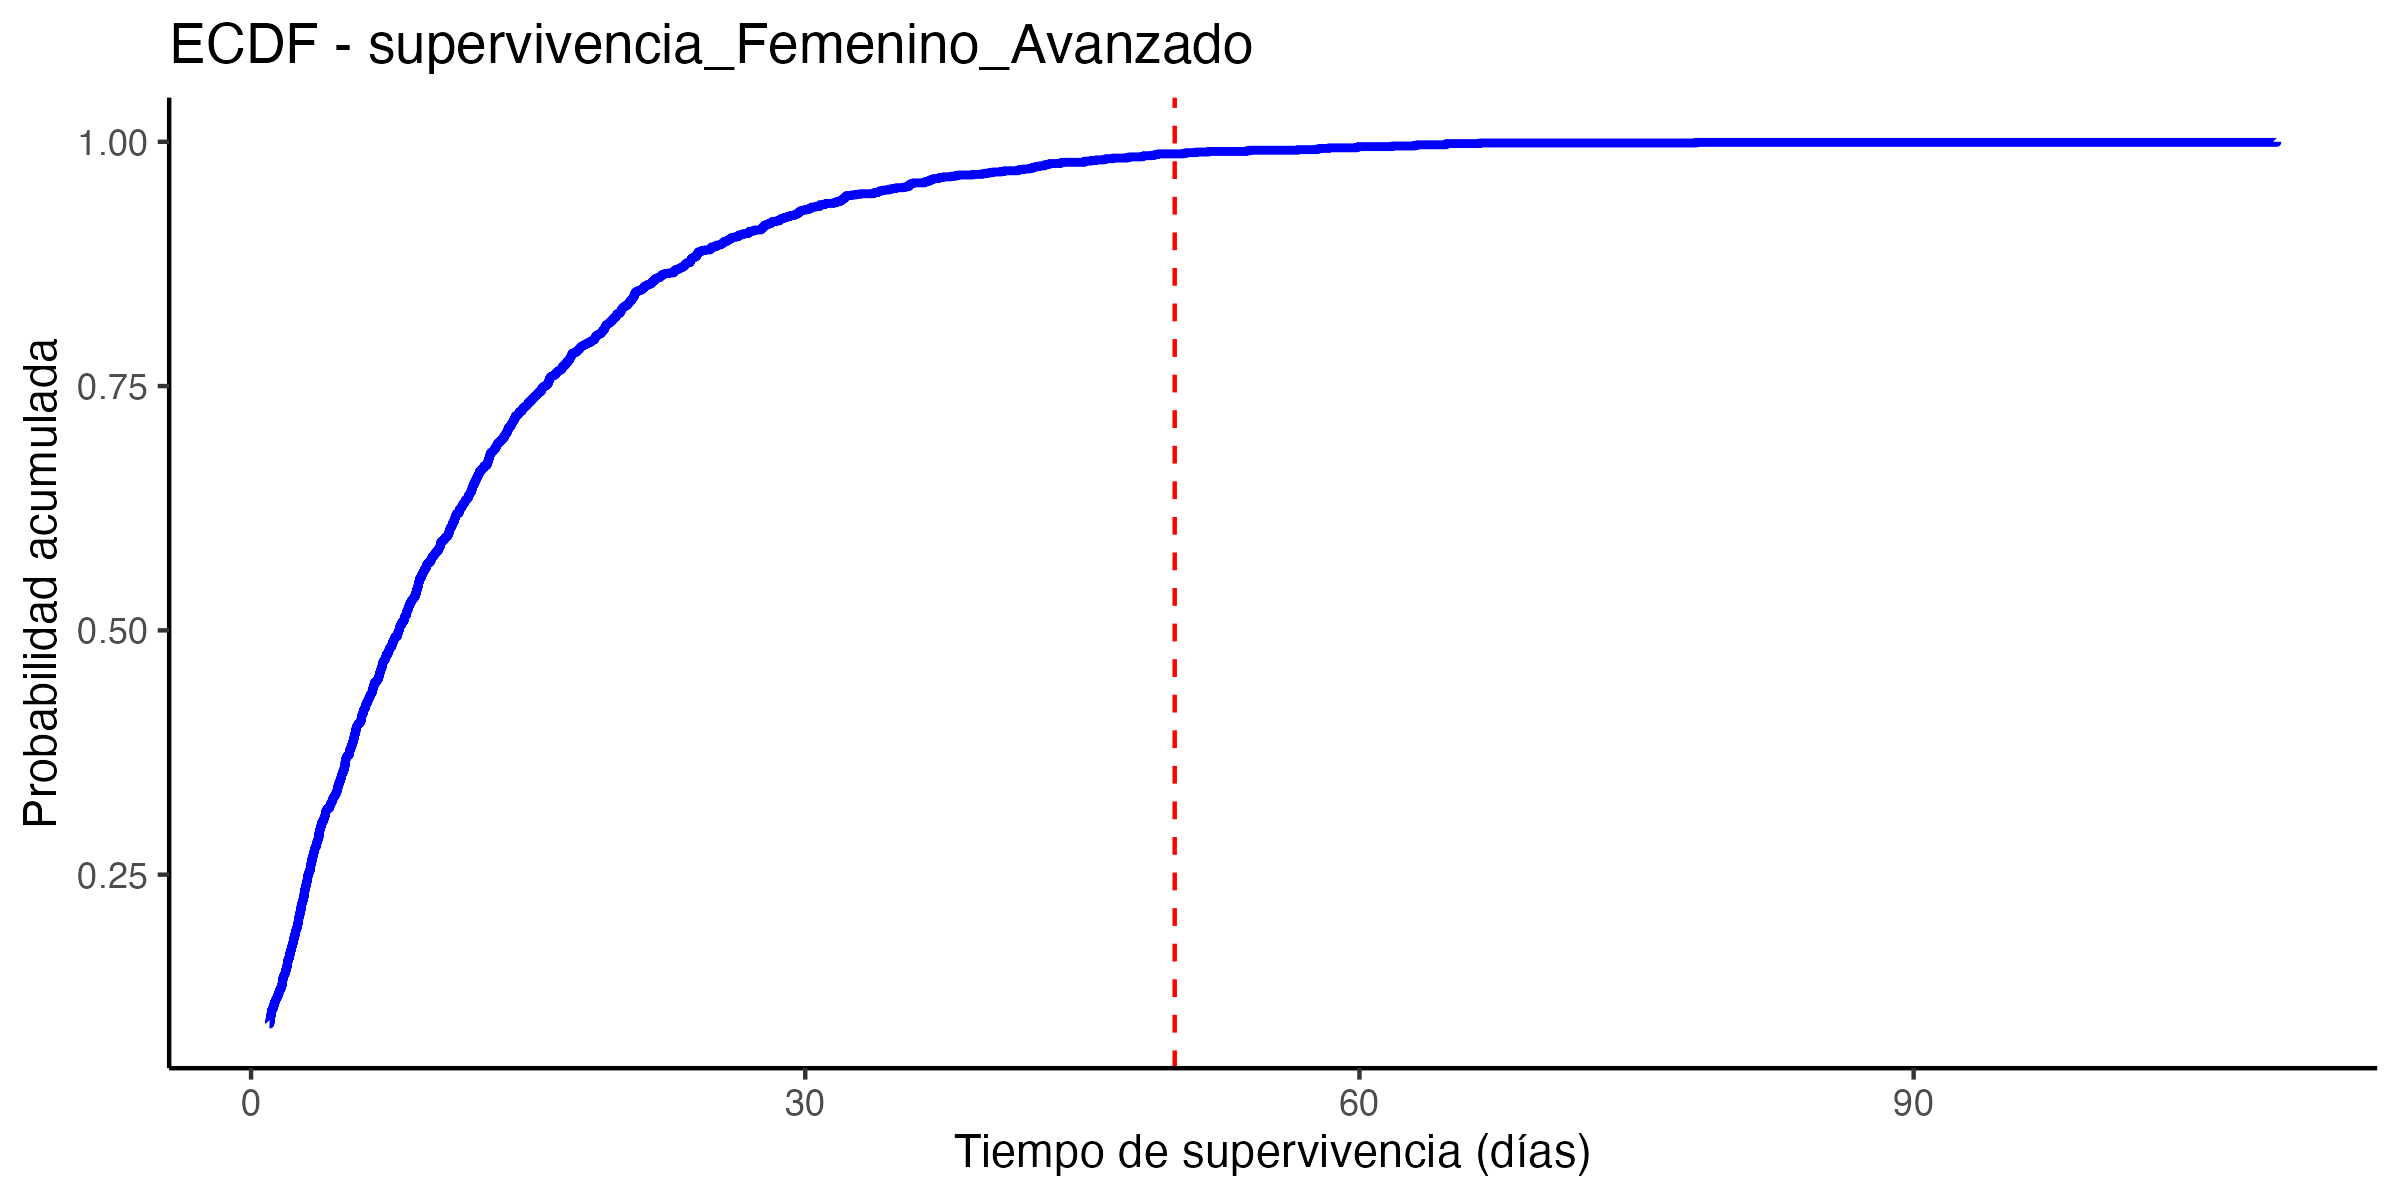 ECDF - supervivencia_Femenino_Avanzado
Probabilidad acumulada
1.00
0.75
0.50
0.25
0
30
60
90
Tiempo de supervivencia (días)